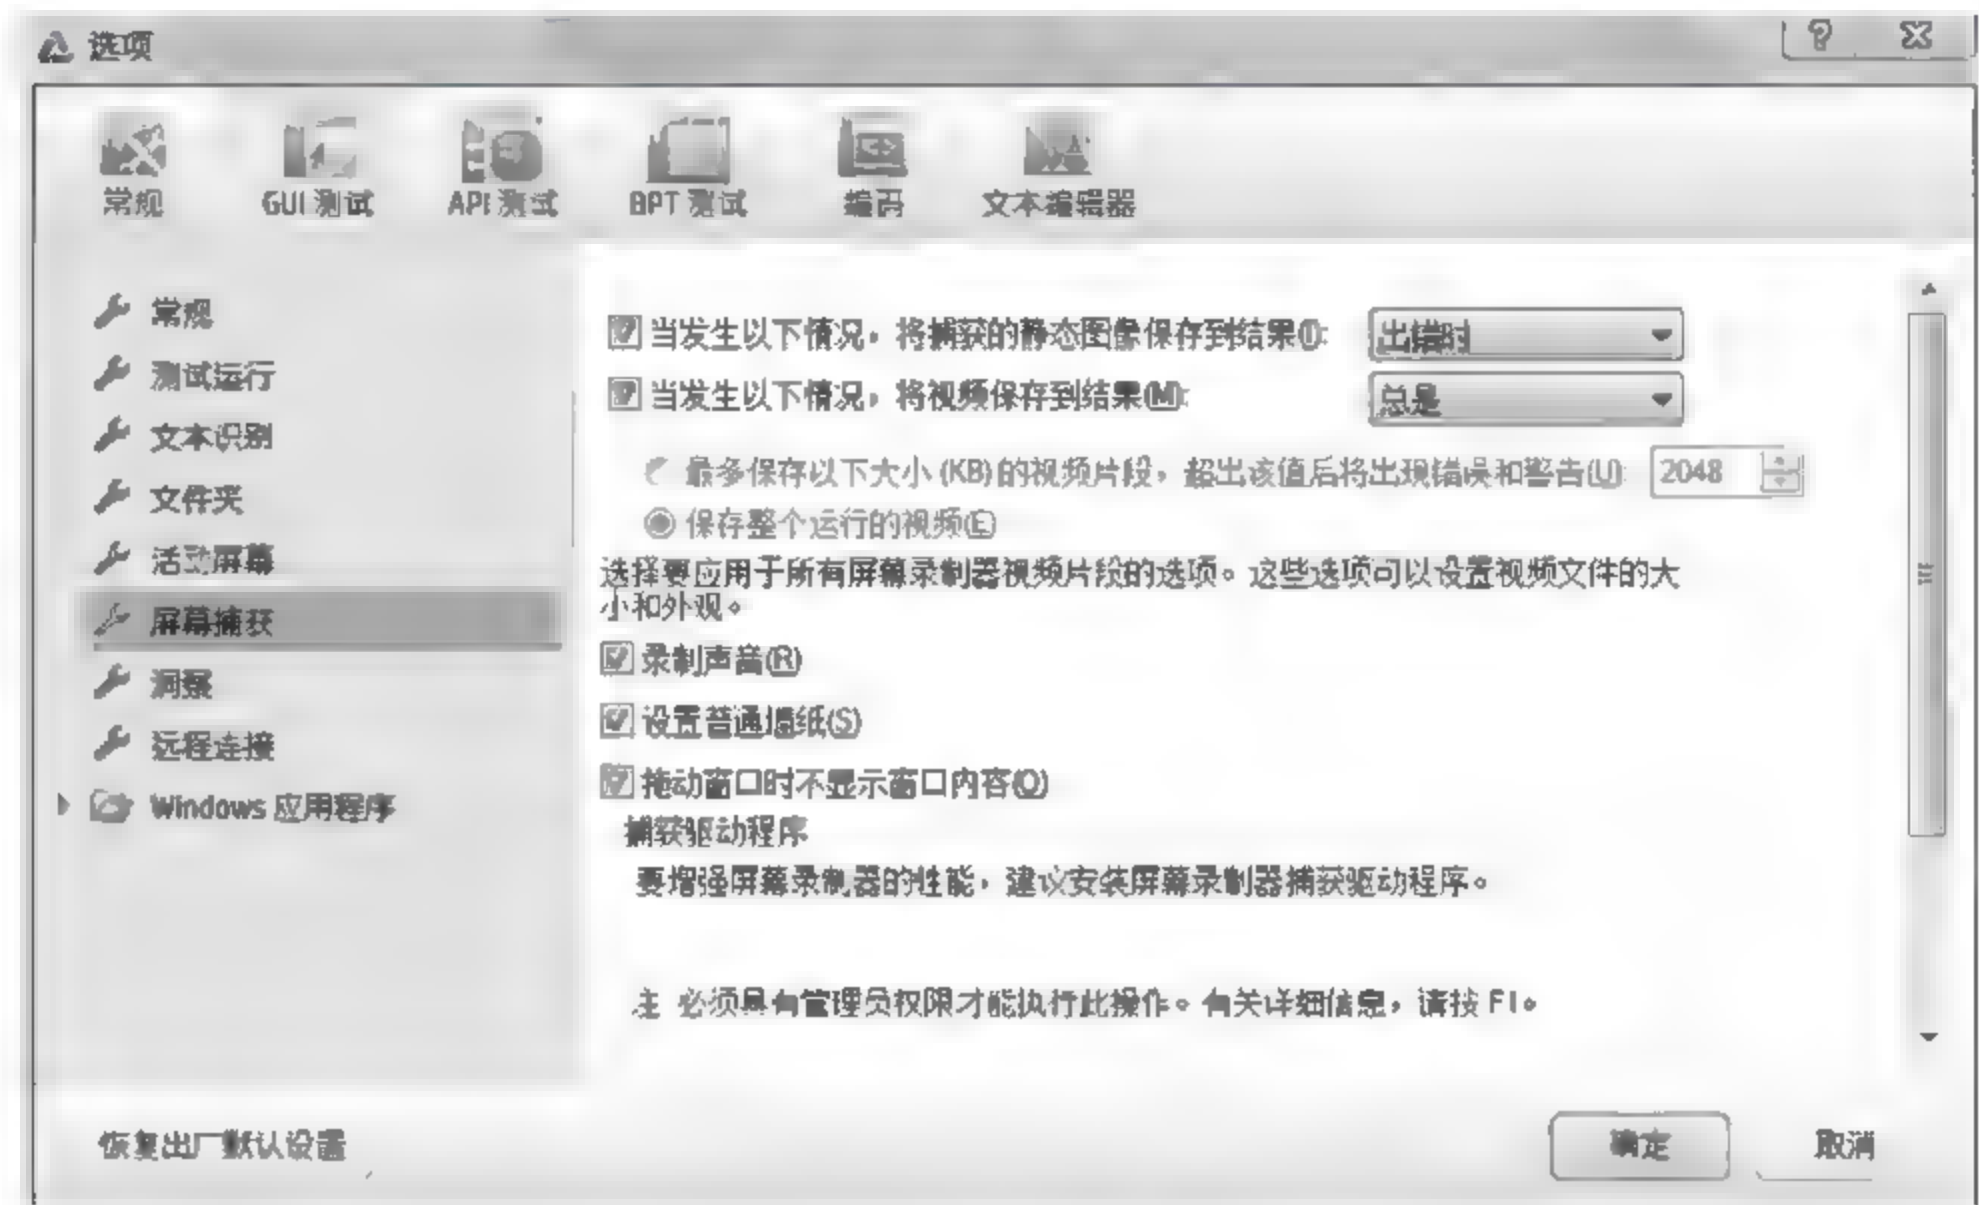 选项
常规
GUI 测试
API 测试
BPT 测试
编码
文本编辑器
常规
测试运行
文本识别
文件夹
活动屏幕
屏幕捕获
洞察
远程连接
Windows 应用程序
当发生以下情况，将捕获的静态图像保存到结果(I):
出错时
当发生以下情况，将视频保存到结果(M):
总是
最多保存以下大小 (KB) 的视频片段，超出该值后将出现错误和警告(U)
2048
保存整个运行的视频(E)
选择要应用于所有屏幕录制器视频片段的选项。这些选项可以设置视频文件的大
小和外观。
录制声音(R)
设置普通墙纸(S)
拖动窗口时不显示窗口内容(O)
捕获驱动程序
要增强屏幕录制器的性能，建议安装屏幕录制器捕获驱动程序。
注 必须具有管理员权限才能执行此操作。有关详细信息，请按 F1。
恢复出厂默认设置
确定
取消